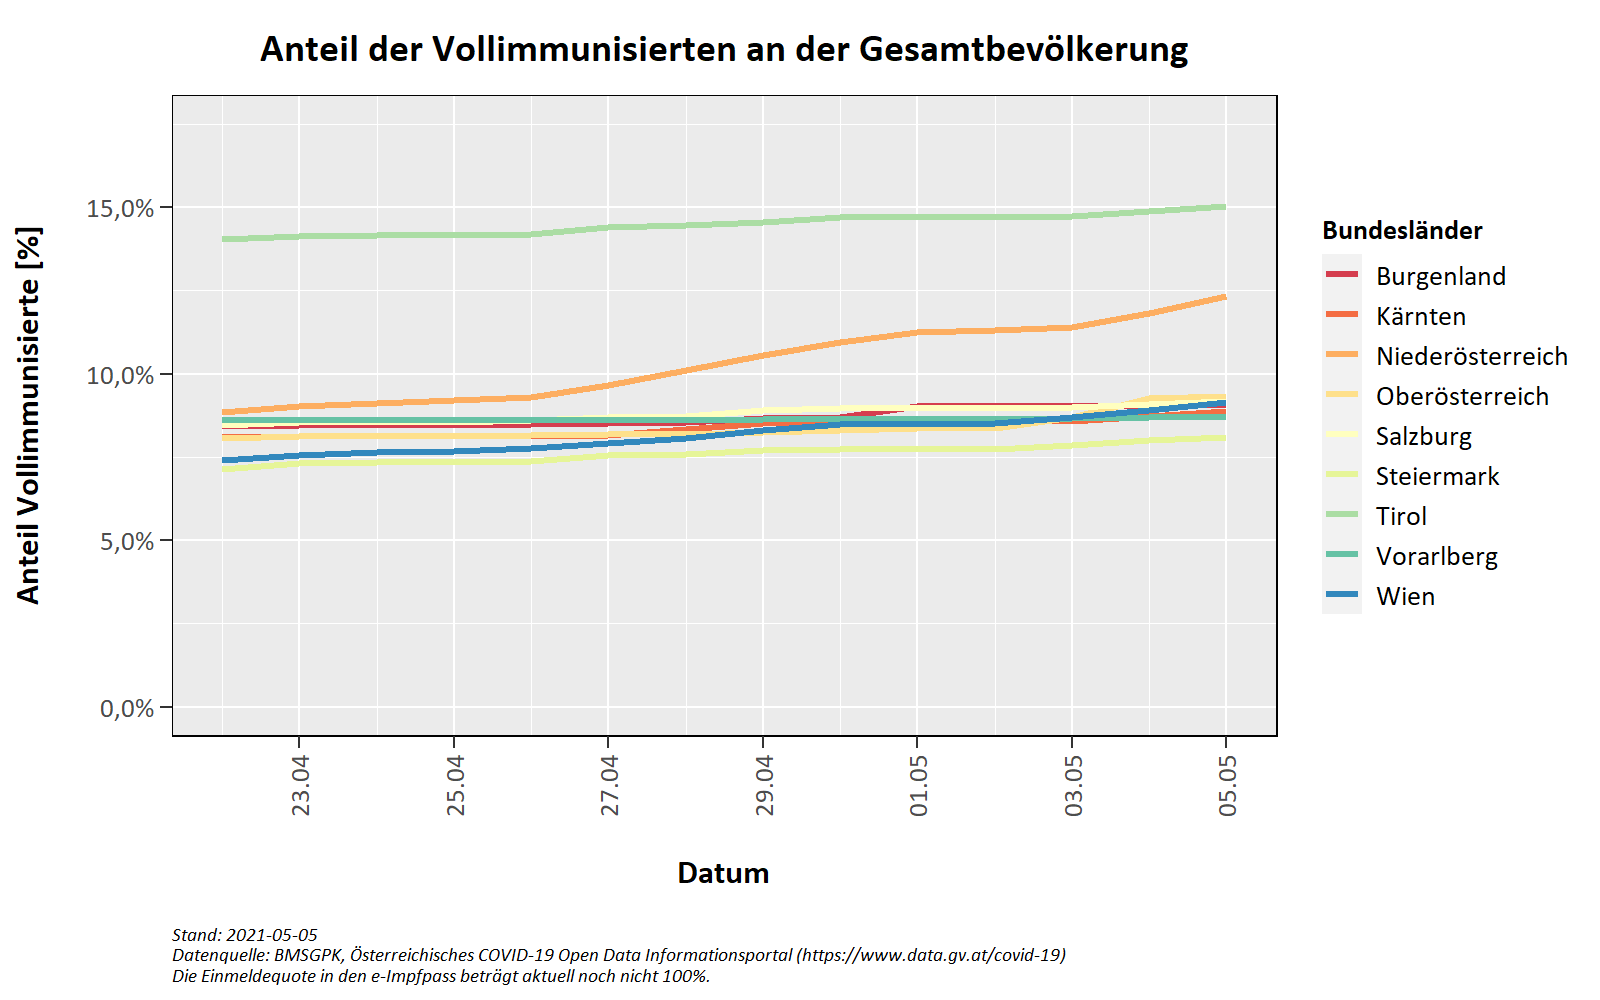 Anteil der Vollimmunisierten an der Gesamtbevölkerung
Anteil Vollimmunisierte [%]
15,0%
10,0%
5,0%
0,0%
23.04
25.04
27.04
29.04
01.05
03.05
05.05
Datum
Bundesländer
Burgenland
Kärnten
Niederösterreich
Oberösterreich
Salzburg
Steiermark
Tirol
Vorarlberg
Wien
Stand: 2021-05-05
Datenquelle: BMSGPK, Österreichisches COVID-19 Open Data Informationsportal (https://www.data.gv.at/covid-19)
Die Einmeldequote in den e-Impfpass beträgt aktuell noch nicht 100%.